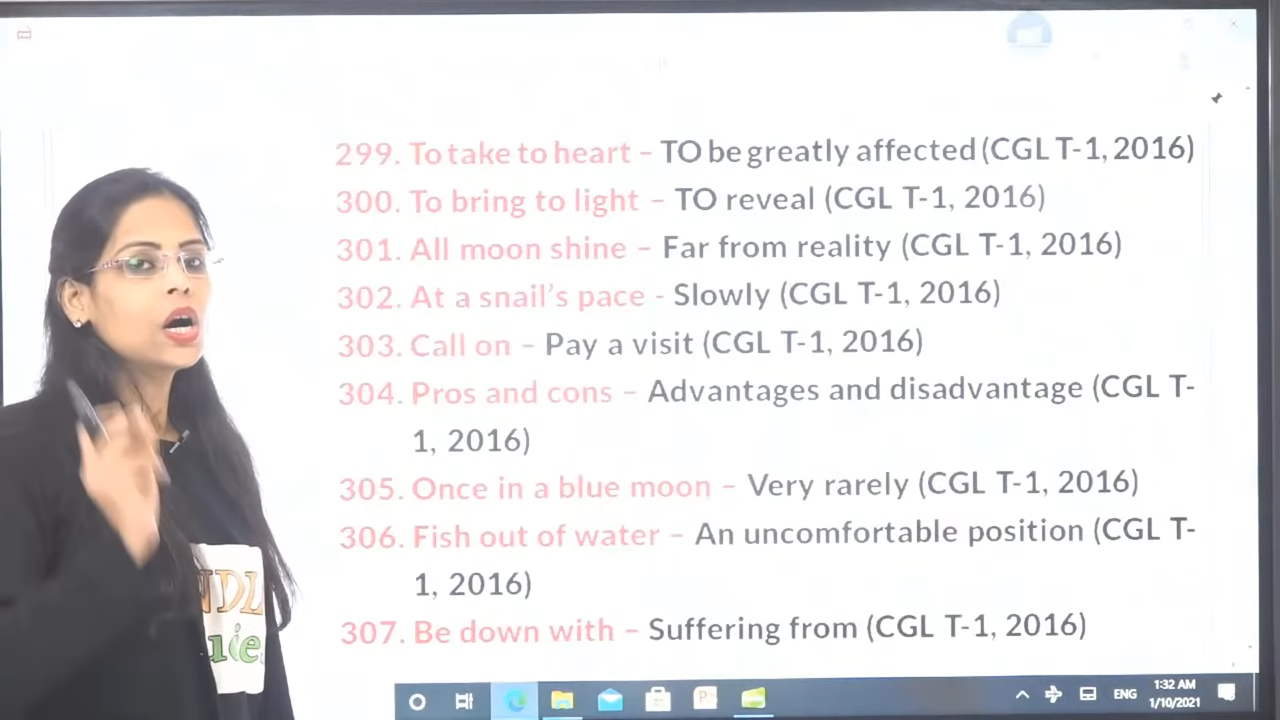 299. To take to heart – TO be greatly affected (CGL T-1, 2016)
300. To bring to light – TO reveal (CGL T-1, 2016)
301. All moon shine – Far from reality (CGL T-1, 2016)
302. At a snail's pace - Slowly (CGL T-1, 2016)
303. Call on – Pay a visit (CGL T-1, 2016)
304. Pros and cons – Advantages and disadvantage (CGL T-
1, 2016)
305. Once in a blue moon – Very rarely (CGL T-1, 2016)
306. Fish out of water – An uncomfortable position (CGL T-
1, 2016)
307. Be down with – Suffering from (CGL T-1, 2016)
ENG
1:32 AM
1/10/2021